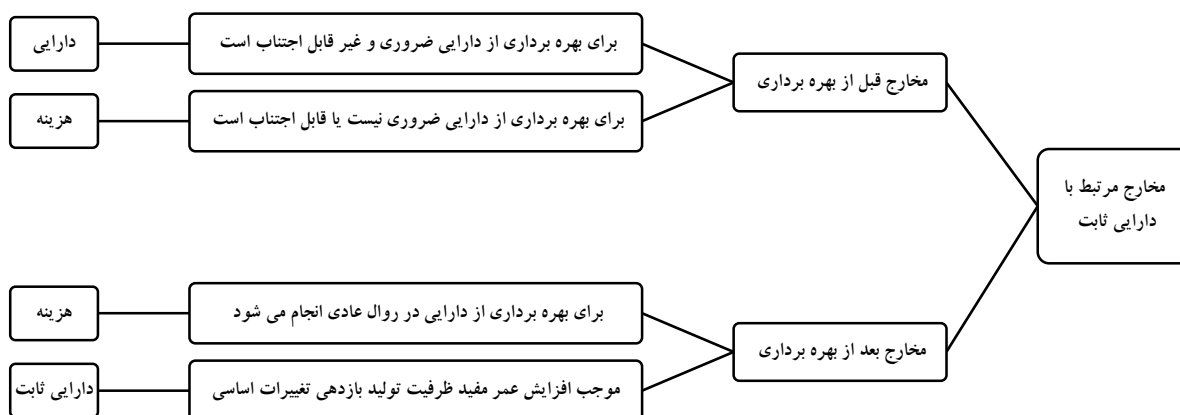 مخارج مرتبط با
دارایی ثابت
مخارج قبل از بهره برداری
برای بهره برداری از دارایی ضروری و غیر قابل اجتناب است
دارایی
برای بهره برداری از دارایی ضروری نیست یا قابل اجتناب است
هزینه
مخارج بعد از بهره برداری
برای بهره برداری از دارایی در روال عادی انجام می شود
هزینه
موجب افزایش عمر مفید ظرفیت تولید بازدهی تغییرات اساسی
دارایی ثابت